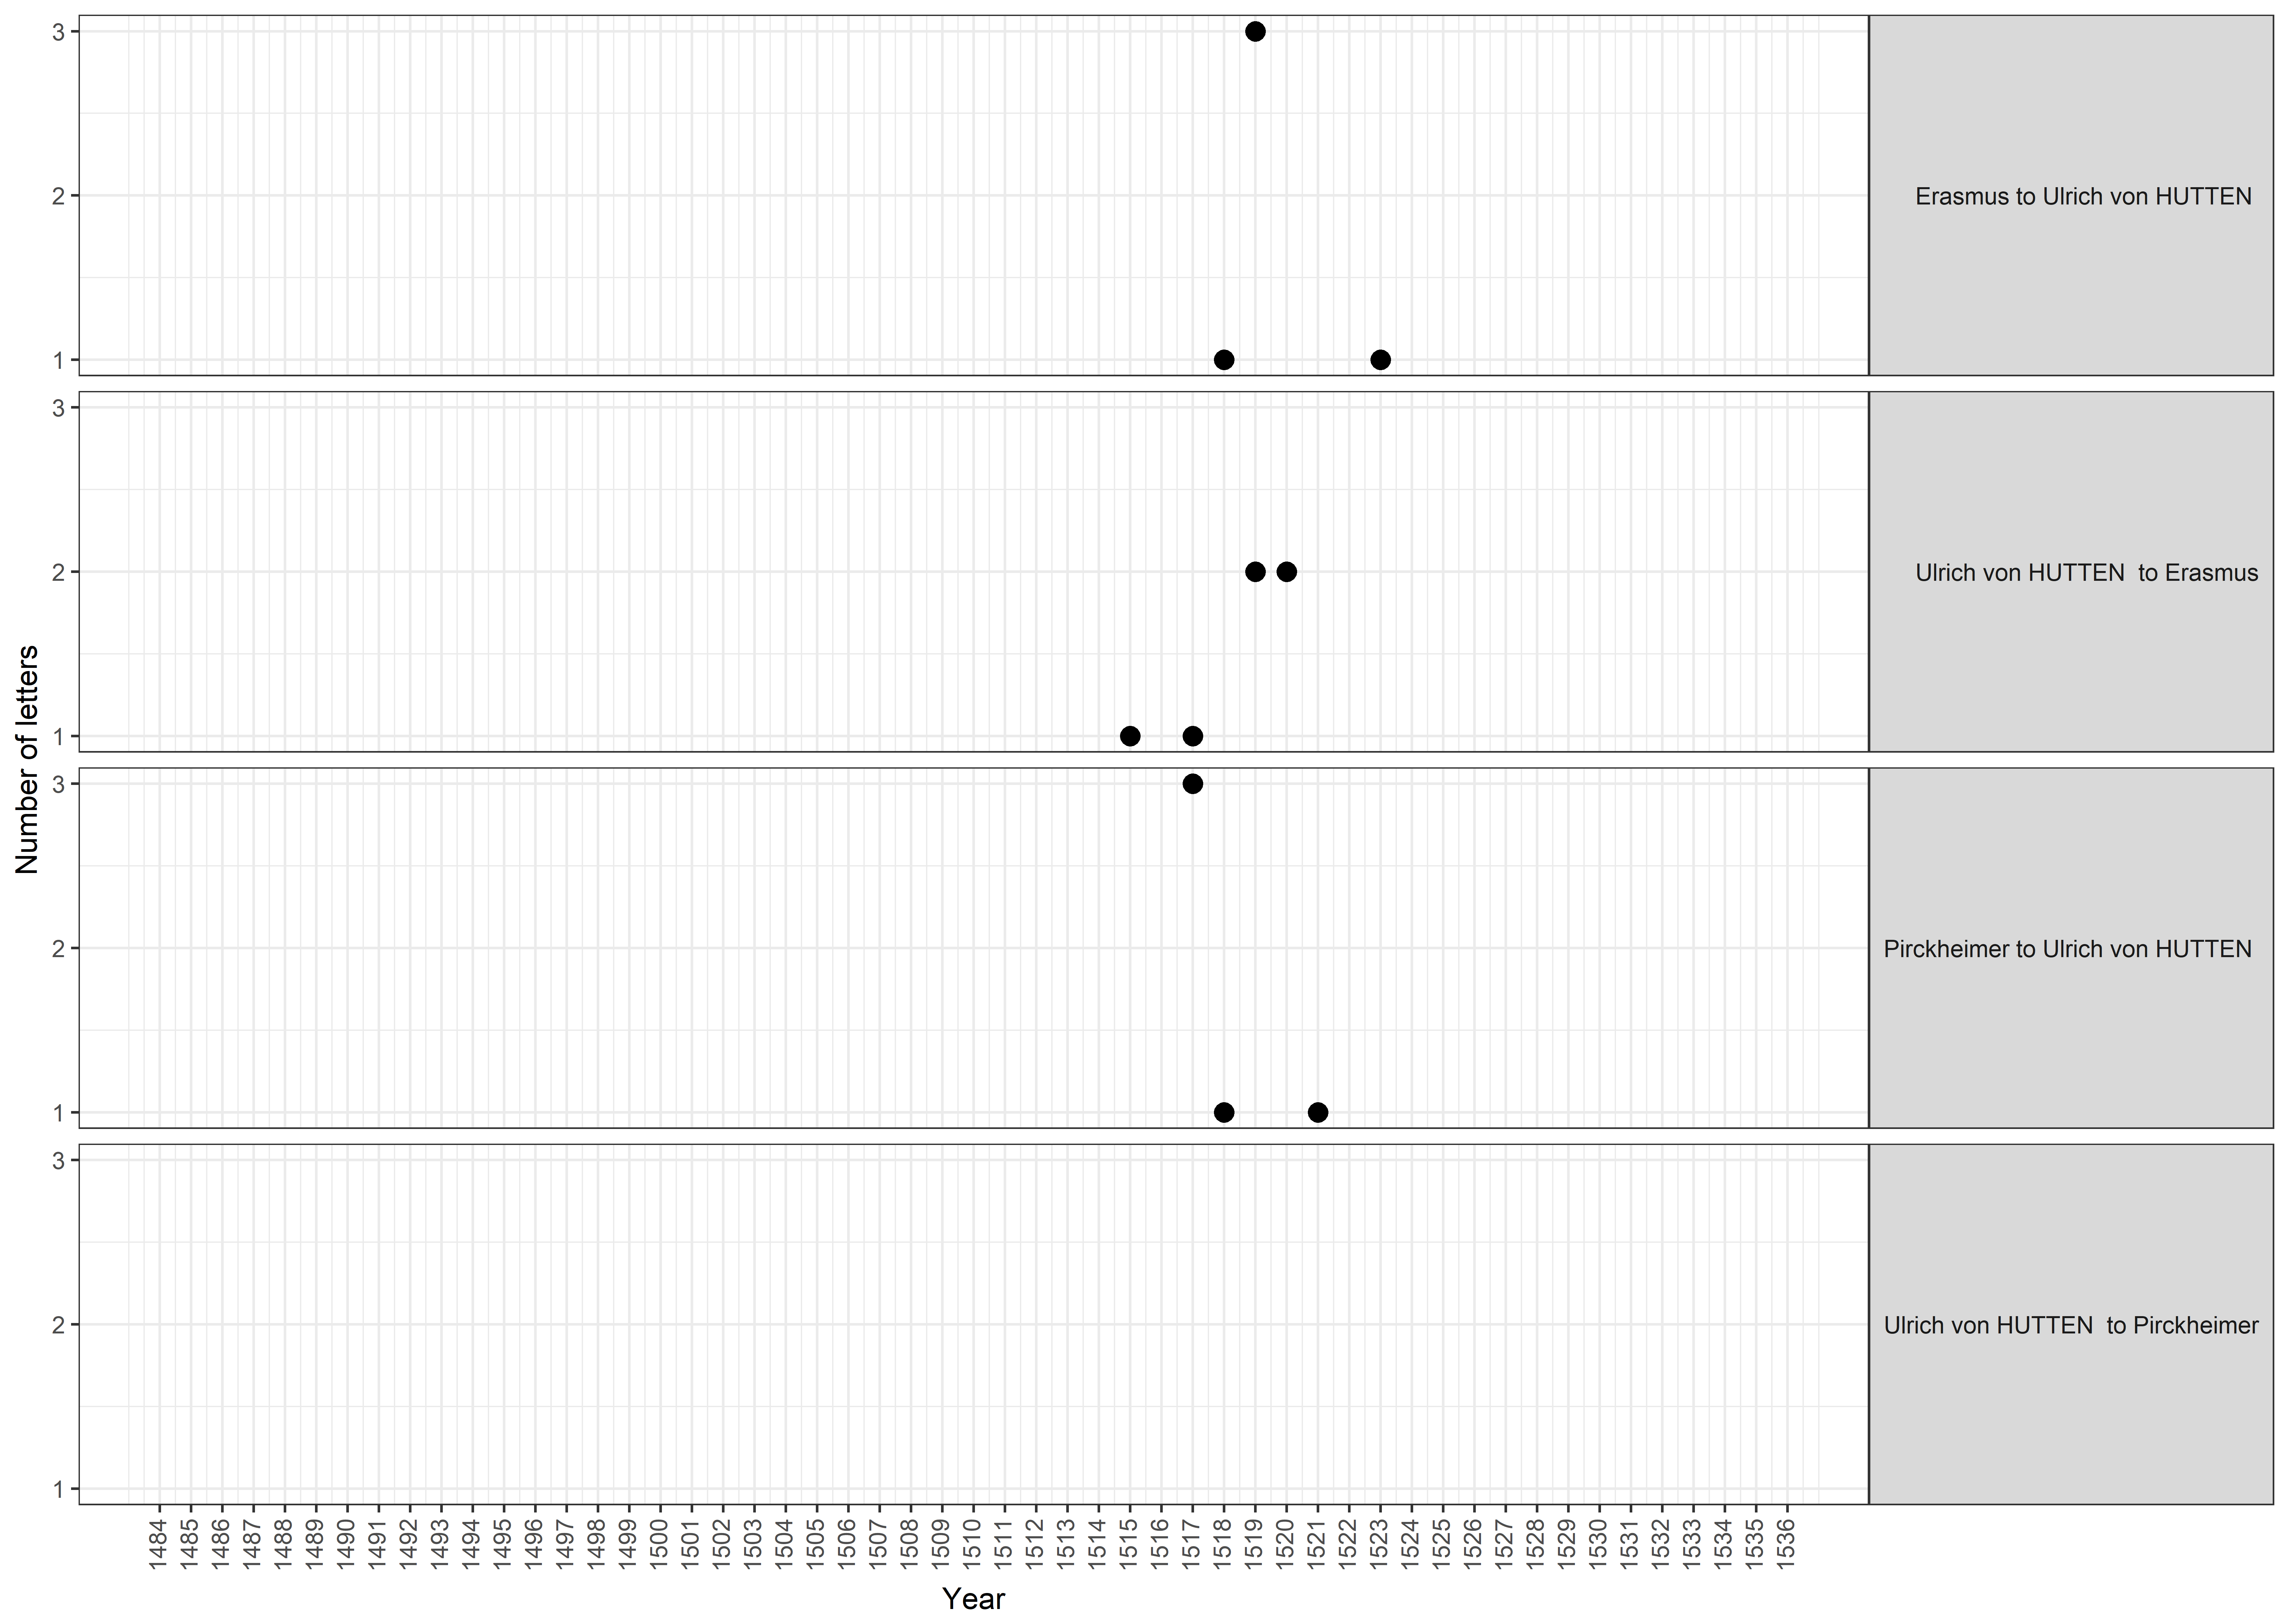 Number of letters
3
2
1
Erasmus to Ulrich von HUTTEN
3
2
1
Ulrich von HUTTEN  to Erasmus
3
2
1
Pirckheimer to Ulrich von HUTTEN
3
2
1
Ulrich von HUTTEN  to Pirckheimer
1484 1485 1486 1487 1488 1489 1490 1491 1492 1493 1494 1495 1496 1497 1498 1499 1500 1501 1502 1503 1504 1505 1506 1507 1508 1509 1510 1511 1512 1513 1514 1515 1516 1517 1518 1519 1520 1521 1522 1523 1524 1525 1526 1527 1528 1529 1530 1531 1532 1533 1534 1535 1536
Year